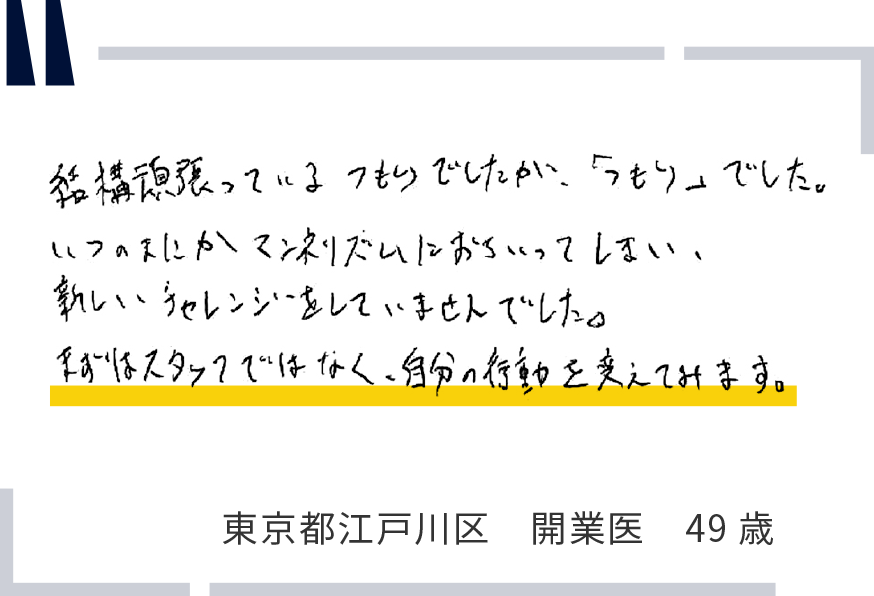 結構頑張っているつもりでしたが、「つもり」でした。
いつのまにかマンネリズムにおちいってしまい、
新しいチャレンジをしていませんでした。
まずはスタッフではなく、自分の行動を変えてみます。
東京都江戸川区 開業医 49歳